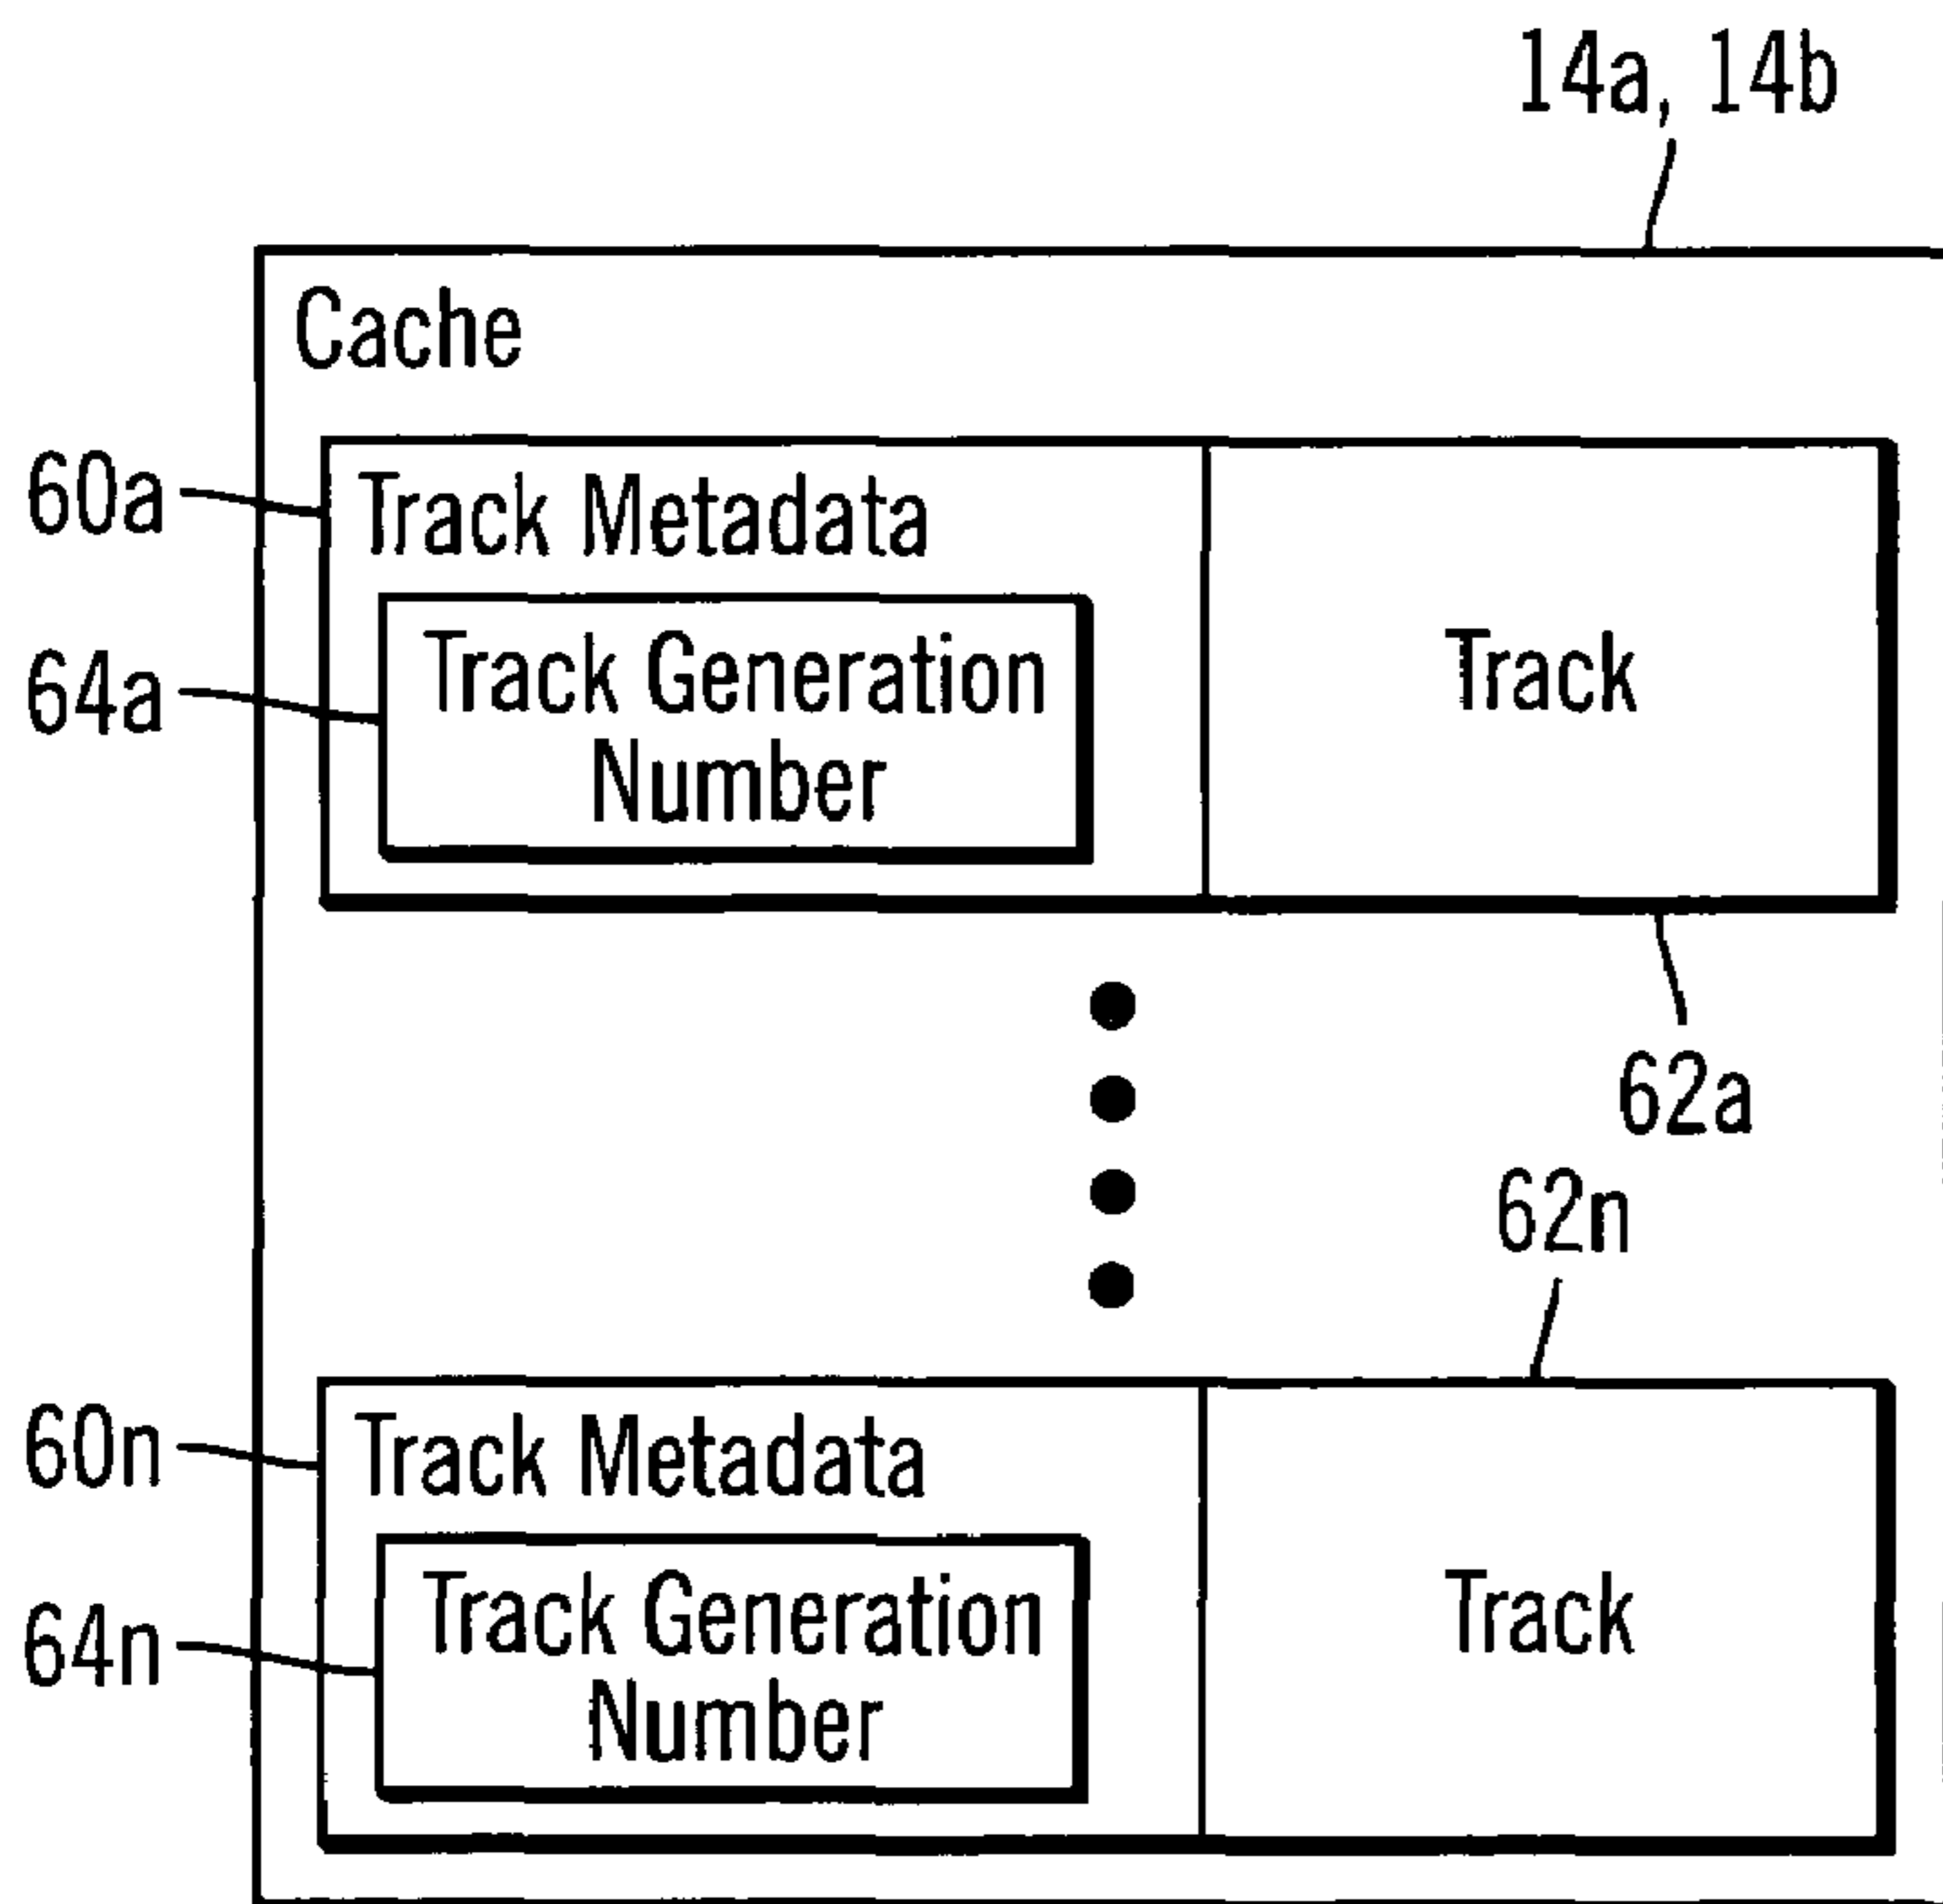 14a, 14b
Cache
60a
Track Metadata
64a
Track Generation
Number
Track
62a
62n
60n
Track Metadata
64n
Track Generation
Number
Track